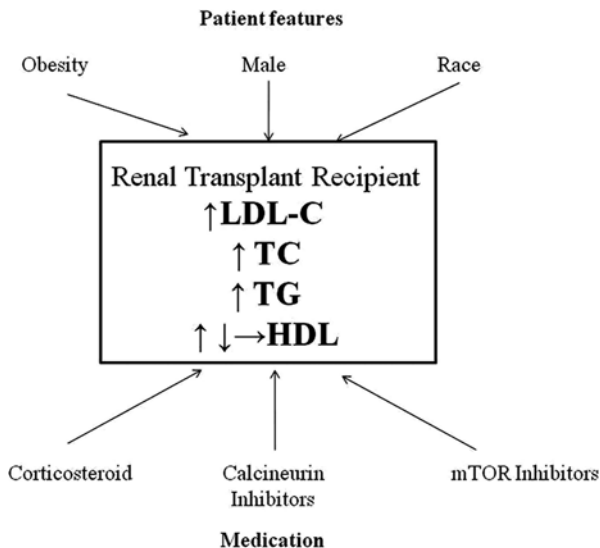 Patient features
Obesity Male Race
Renal Transplant Recipient
↑LDL-C
↑ TC
↑ TG
↑ ↓→HDL
Corticosteroid Calcineurin mTOR Inhibitors
Inhibitors
Medication